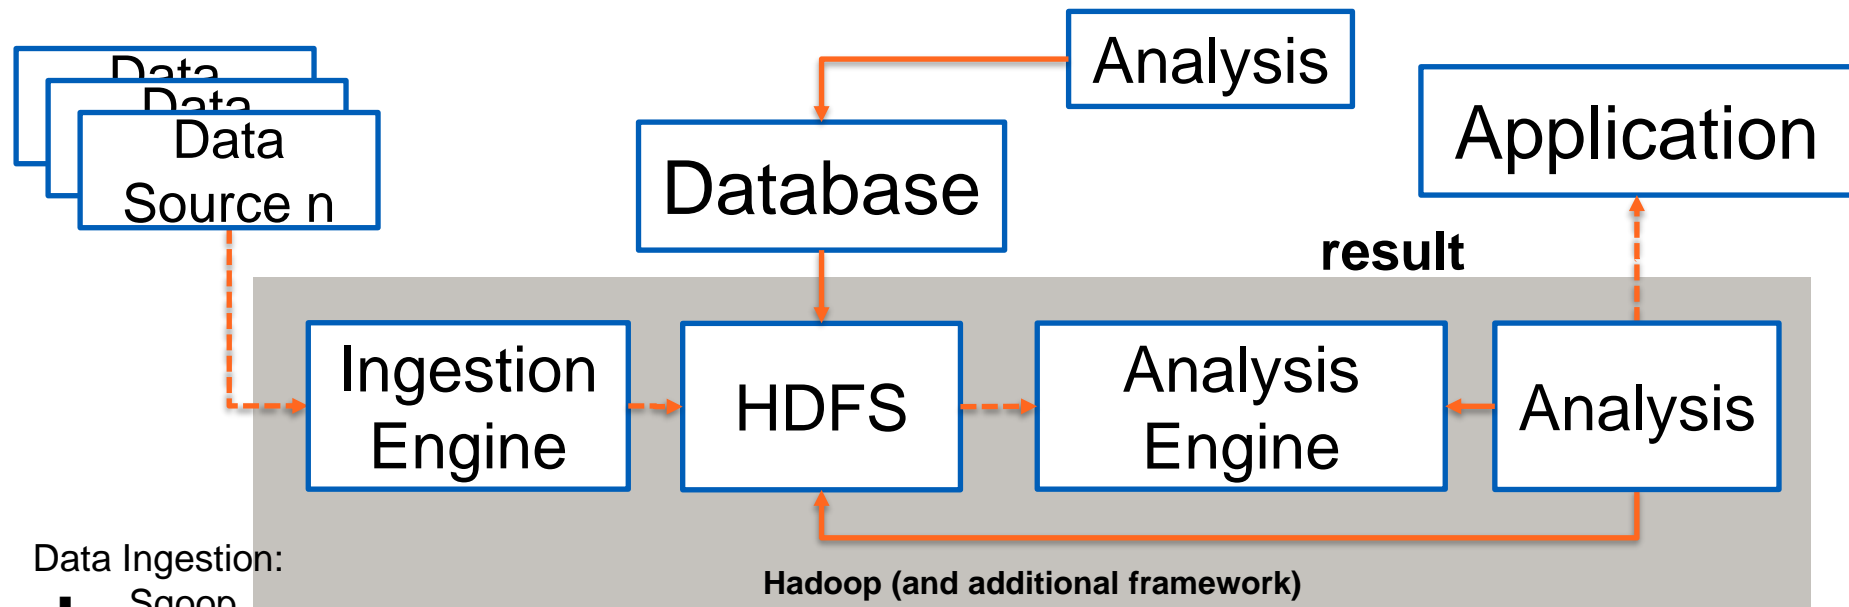 Data
Data
Data
Source n
Analysis
Database
Application
result
Ingestion
Engine
HDFS
Analysis
Engine
Analysis
Data Ingestion:
▪ Sqoop
Hadoop (and additional framework)